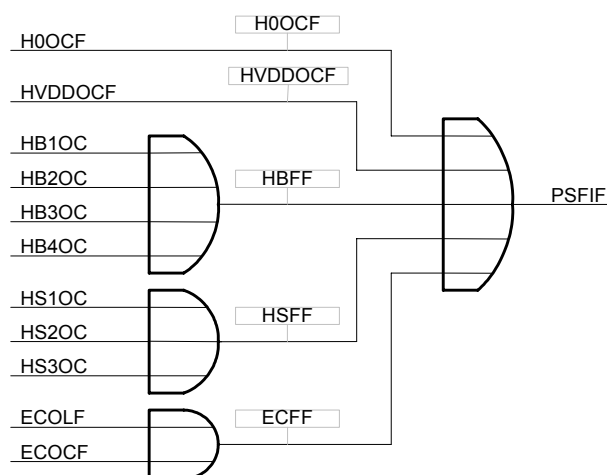 H0OCF
H0OCF
HVDDOCF
HVDDOCF
HB1OC
HB2OC
HBFF
PSFIF
HB3OC
HB4OC
HS1OC
HSFF
HS2OC
HS3OC
ECOLF
ECFF
ECOCF